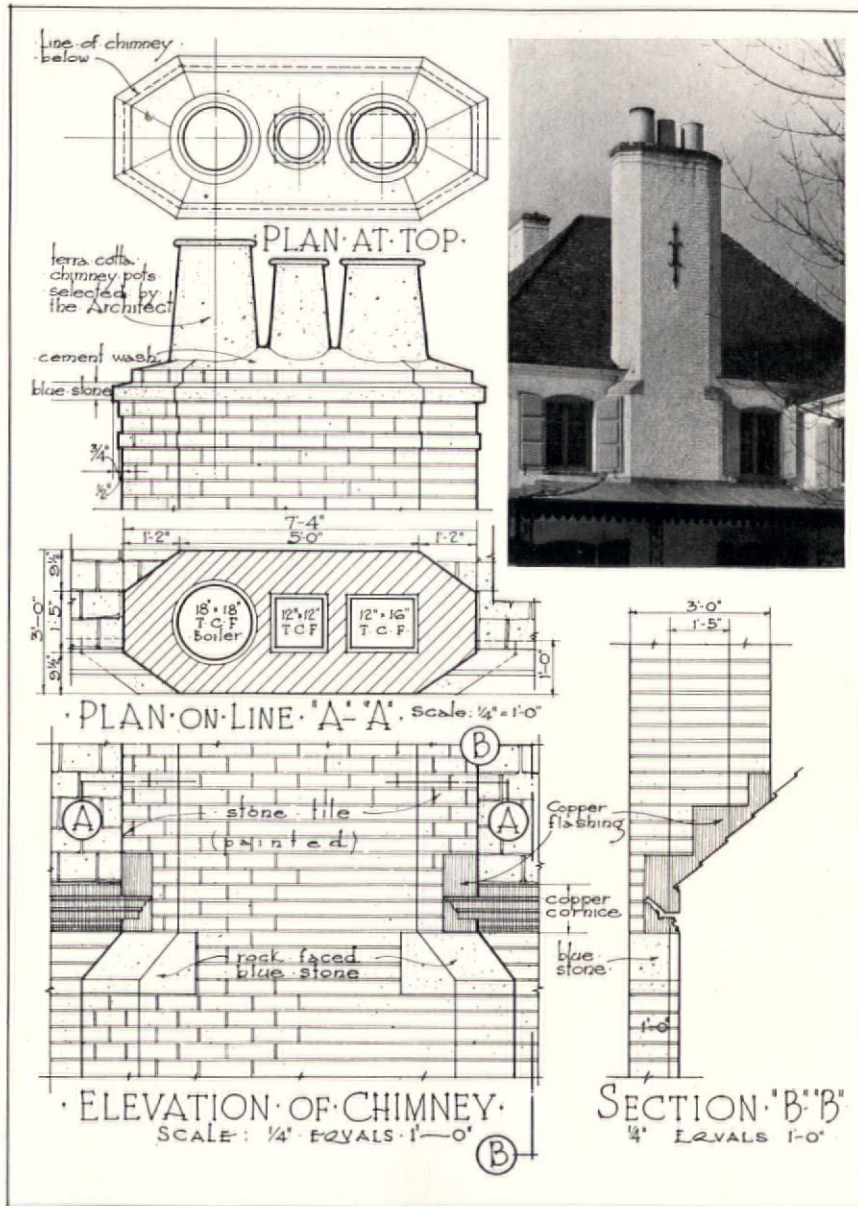 Line of chimney
below
PLAN·AT·TOP·
terra cotta
chimney pots
selected by
the Architect
cement wash
blue stone
3/4"
1/2"
7'-4"
1'-2" 5'-0" 1'-2"
9 1/2"
1'-5"
9 1/2"
3'-0"
18" × 18"
T.C.F
Boiler
12" × 12"
T C F
12" × 16"
T. C. F.
1'-0"
·PLAN·ON·LINE·"A"-"A"· Scale: 1/4" = 1'-0"
3'-0"
1'-5"
B
A
stone tile
(painted)
A
Copper
flashing
copper
cornice
rock faced
blue stone
blue
stone
1'-0"
·ELEVATION·OF·CHIMNEY·
SCALE: 1/4" EQUALS·1'—0"
B
SECTION·"B"-"B"
1/4" EQUALS 1'-0"